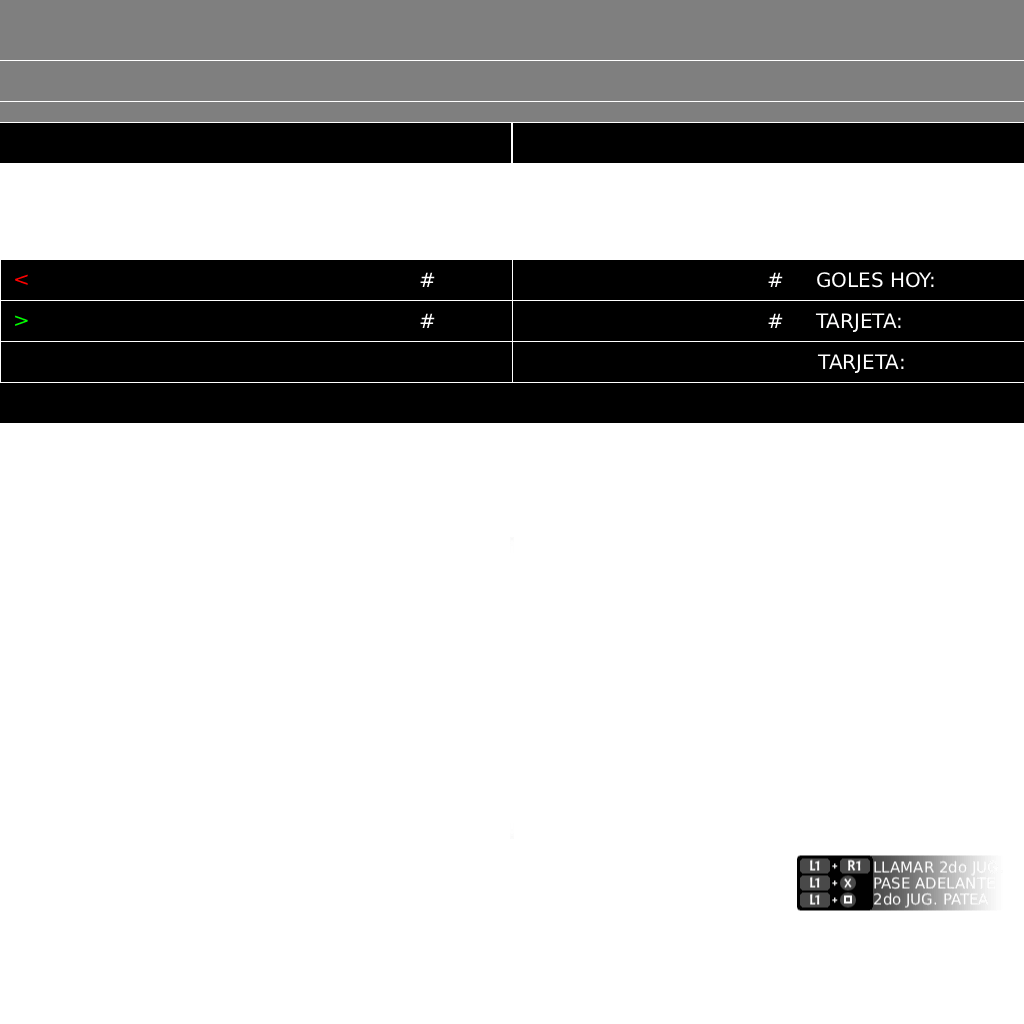 < # # GOLES HOY:
> # # TARJETA:
TARJETA:
L1 + R1 LLAMAR 2do JUG
L1 + X PASE ADELANTE
L1 + 2do JUG. PATEA